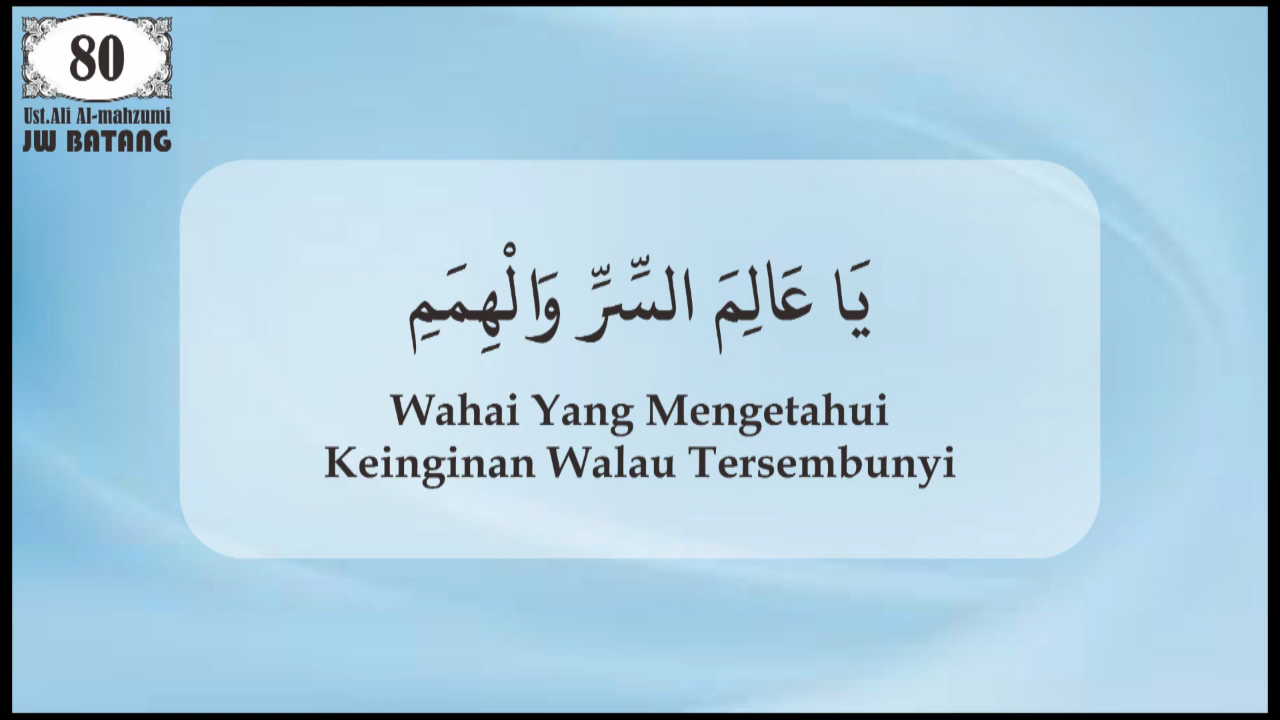 80
Ust.Ali Al-mahzumi
JW BATANG
يَا عَالِمَ السِّرِّ وَالْهِمَمِ
Wahai Yang Mengetahui
Keinginan Walau Tersembunyi